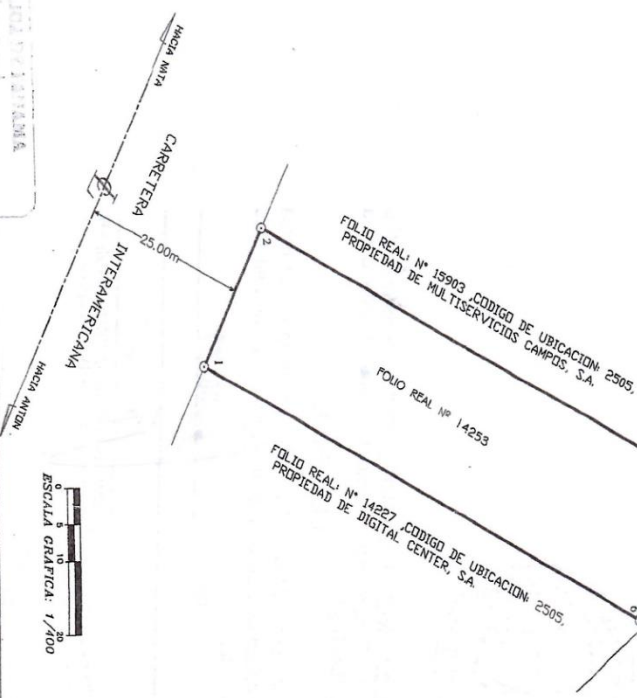 HACIA NATA
CARRETERA
INTERAMERICANA
HACIA ANTON
25.00m
2
1
6
FOLIO REAL: N° 15903 ,CODIGO DE UBICACION: 2505,
PROPIEDAD DE MULTISERVICIOS CAMPOS, S.A.
FOLIO REAL Nº 14253
FOLIO REAL: N° 14227 ,CODIGO DE UBICACION: 2505,
PROPIEDAD DE DIGITAL CENTER, S.A.
0 5 10 20
ESCALA GRAFICA: 1/400